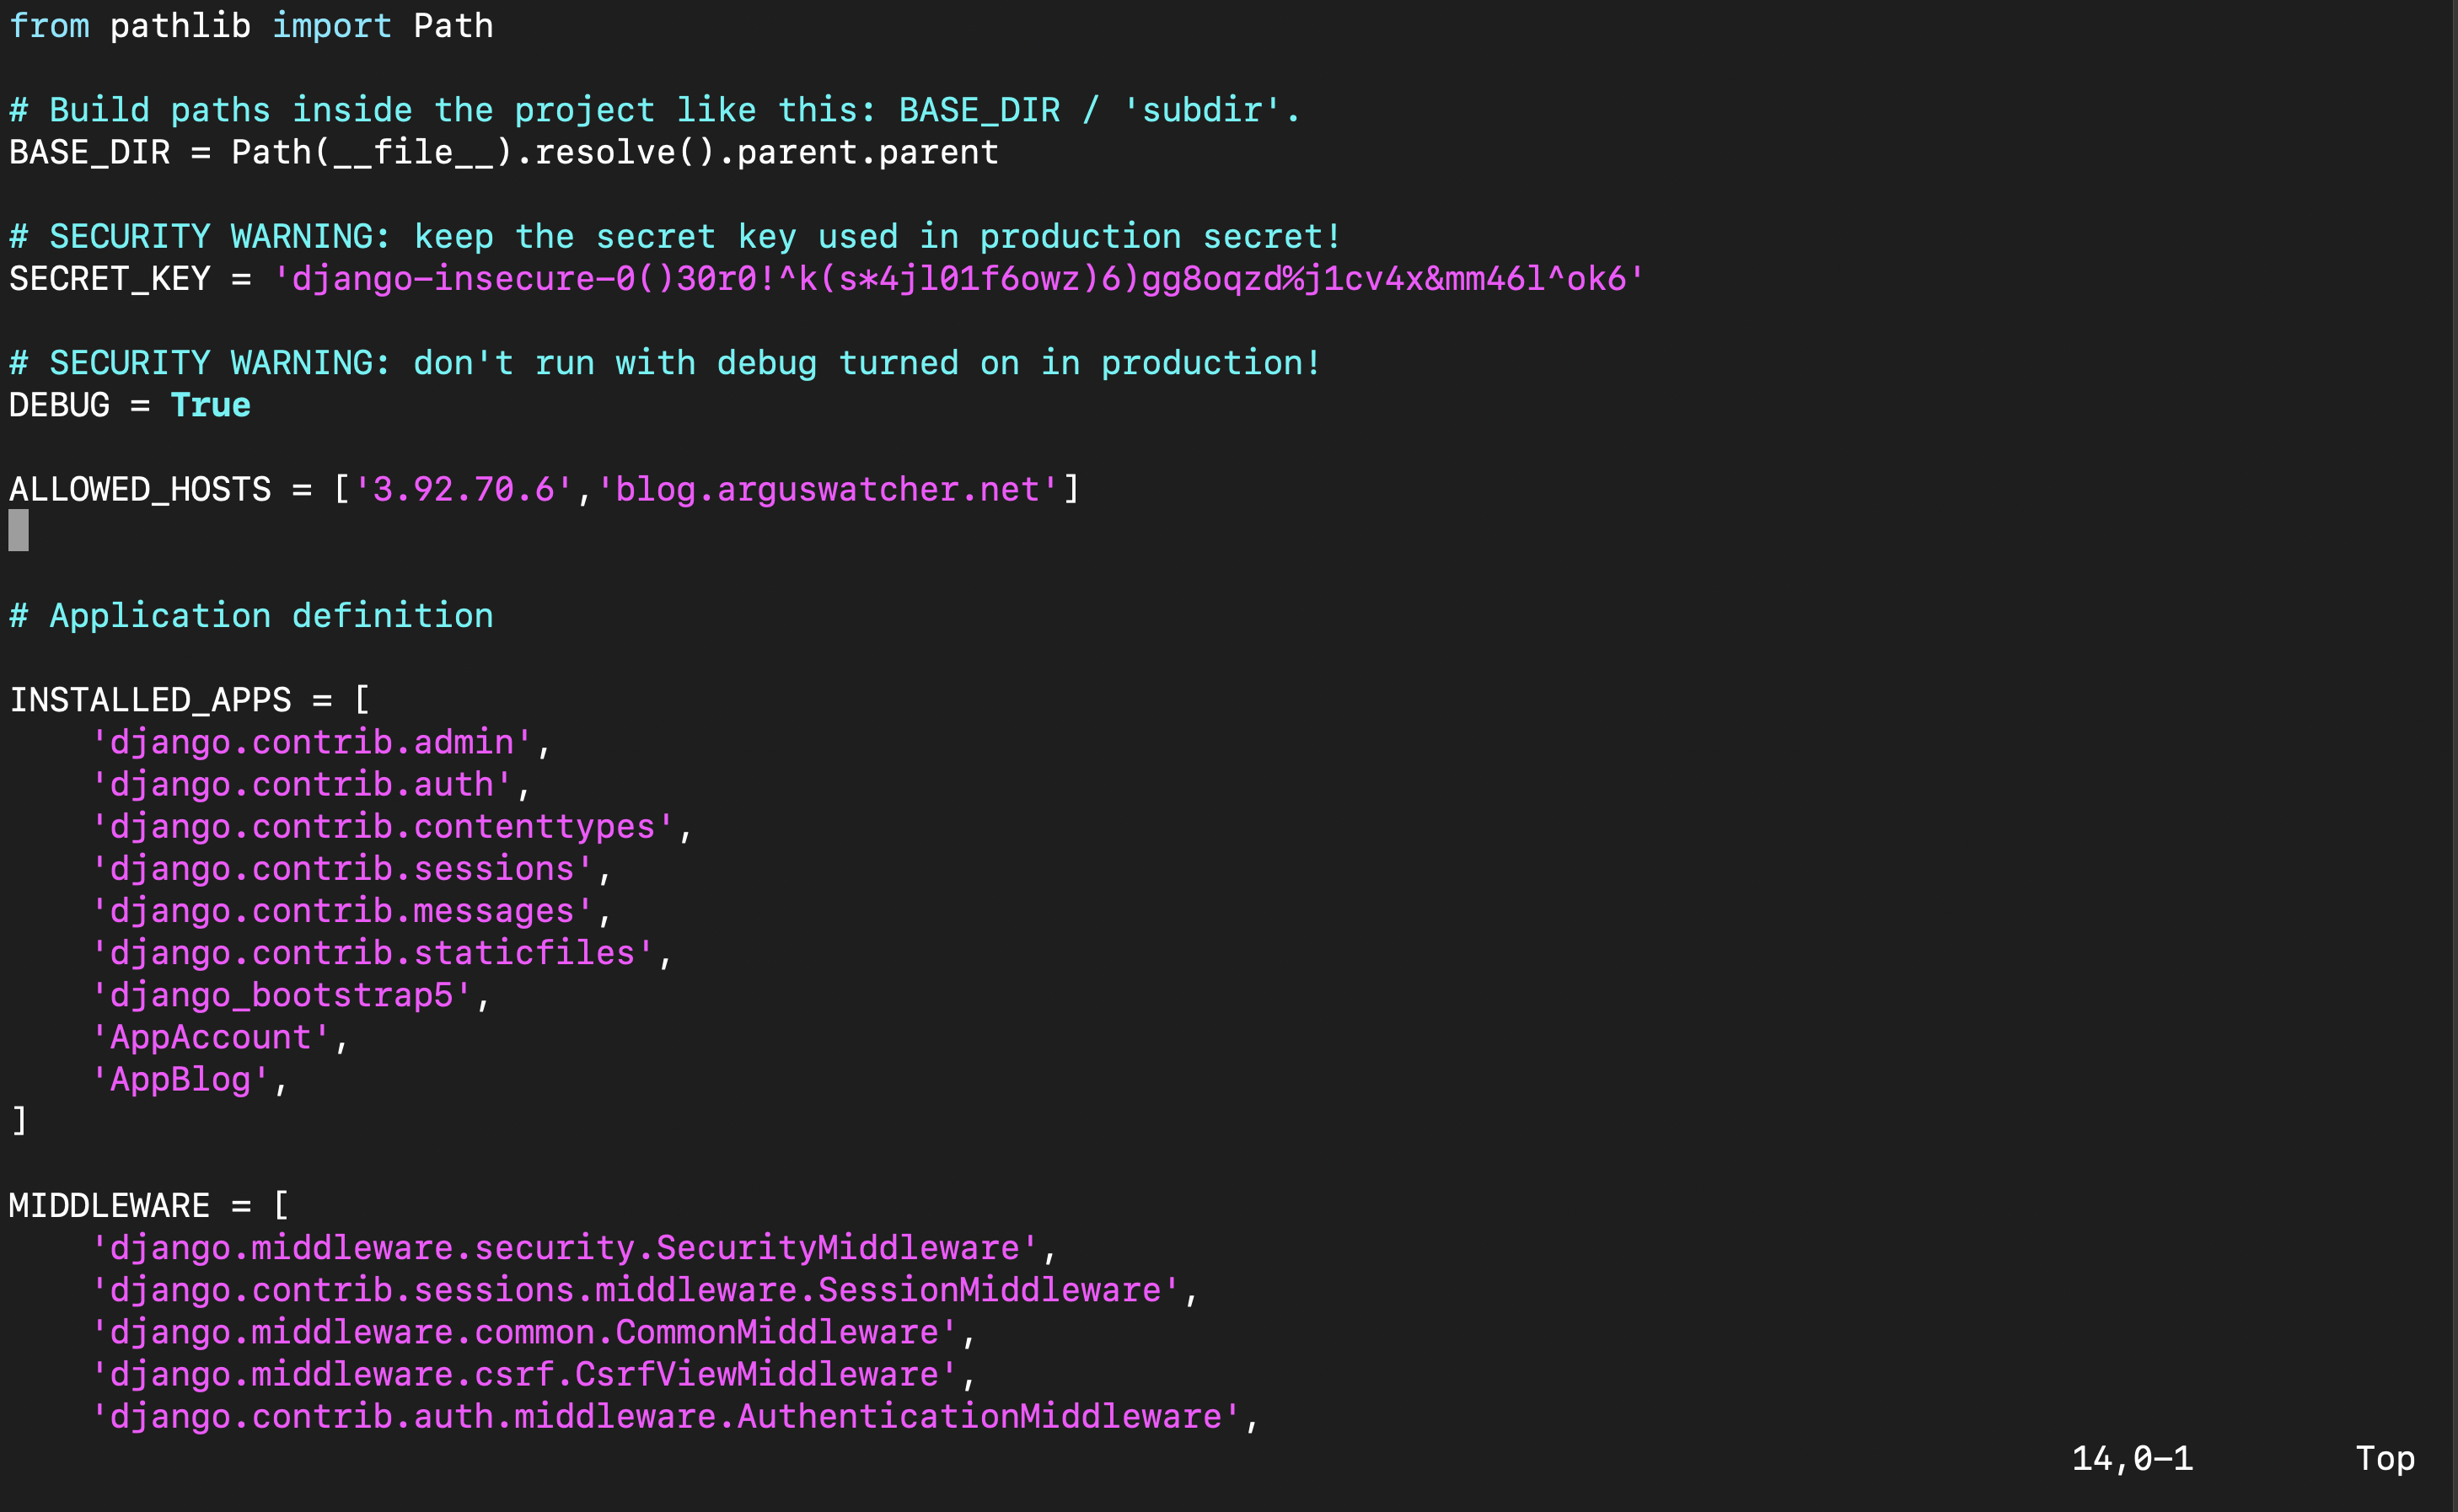 from pathlib import Path
# Build paths inside the project like this: BASE_DIR / 'subdir'.
BASE_DIR = Path(__file__).resolve().parent.parent
# SECURITY WARNING: keep the secret key used in production secret!
SECRET_KEY = 'django-insecure-0()30r0!^k(s*4jl01f6owz)6)gg8oqzd%j1cv4x&mm46l^ok6'
# SECURITY WARNING: don't run with debug turned on in production!
DEBUG = True
ALLOWED_HOSTS = ['3.92.70.6','blog.arguswatcher.net']
# Application definition
INSTALLED_APPS = [
    'django.contrib.admin',
    'django.contrib.auth',
    'django.contrib.contenttypes',
    'django.contrib.sessions',
    'django.contrib.messages',
    'django.contrib.staticfiles',
    'django_bootstrap5',
    'AppAccount',
    'AppBlog',
]
MIDDLEWARE = [
    'django.middleware.security.SecurityMiddleware',
    'django.contrib.sessions.middleware.SessionMiddleware',
    'django.middleware.common.CommonMiddleware',
    'django.middleware.csrf.CsrfViewMiddleware',
    'django.contrib.auth.middleware.AuthenticationMiddleware',
14,0-1 Top